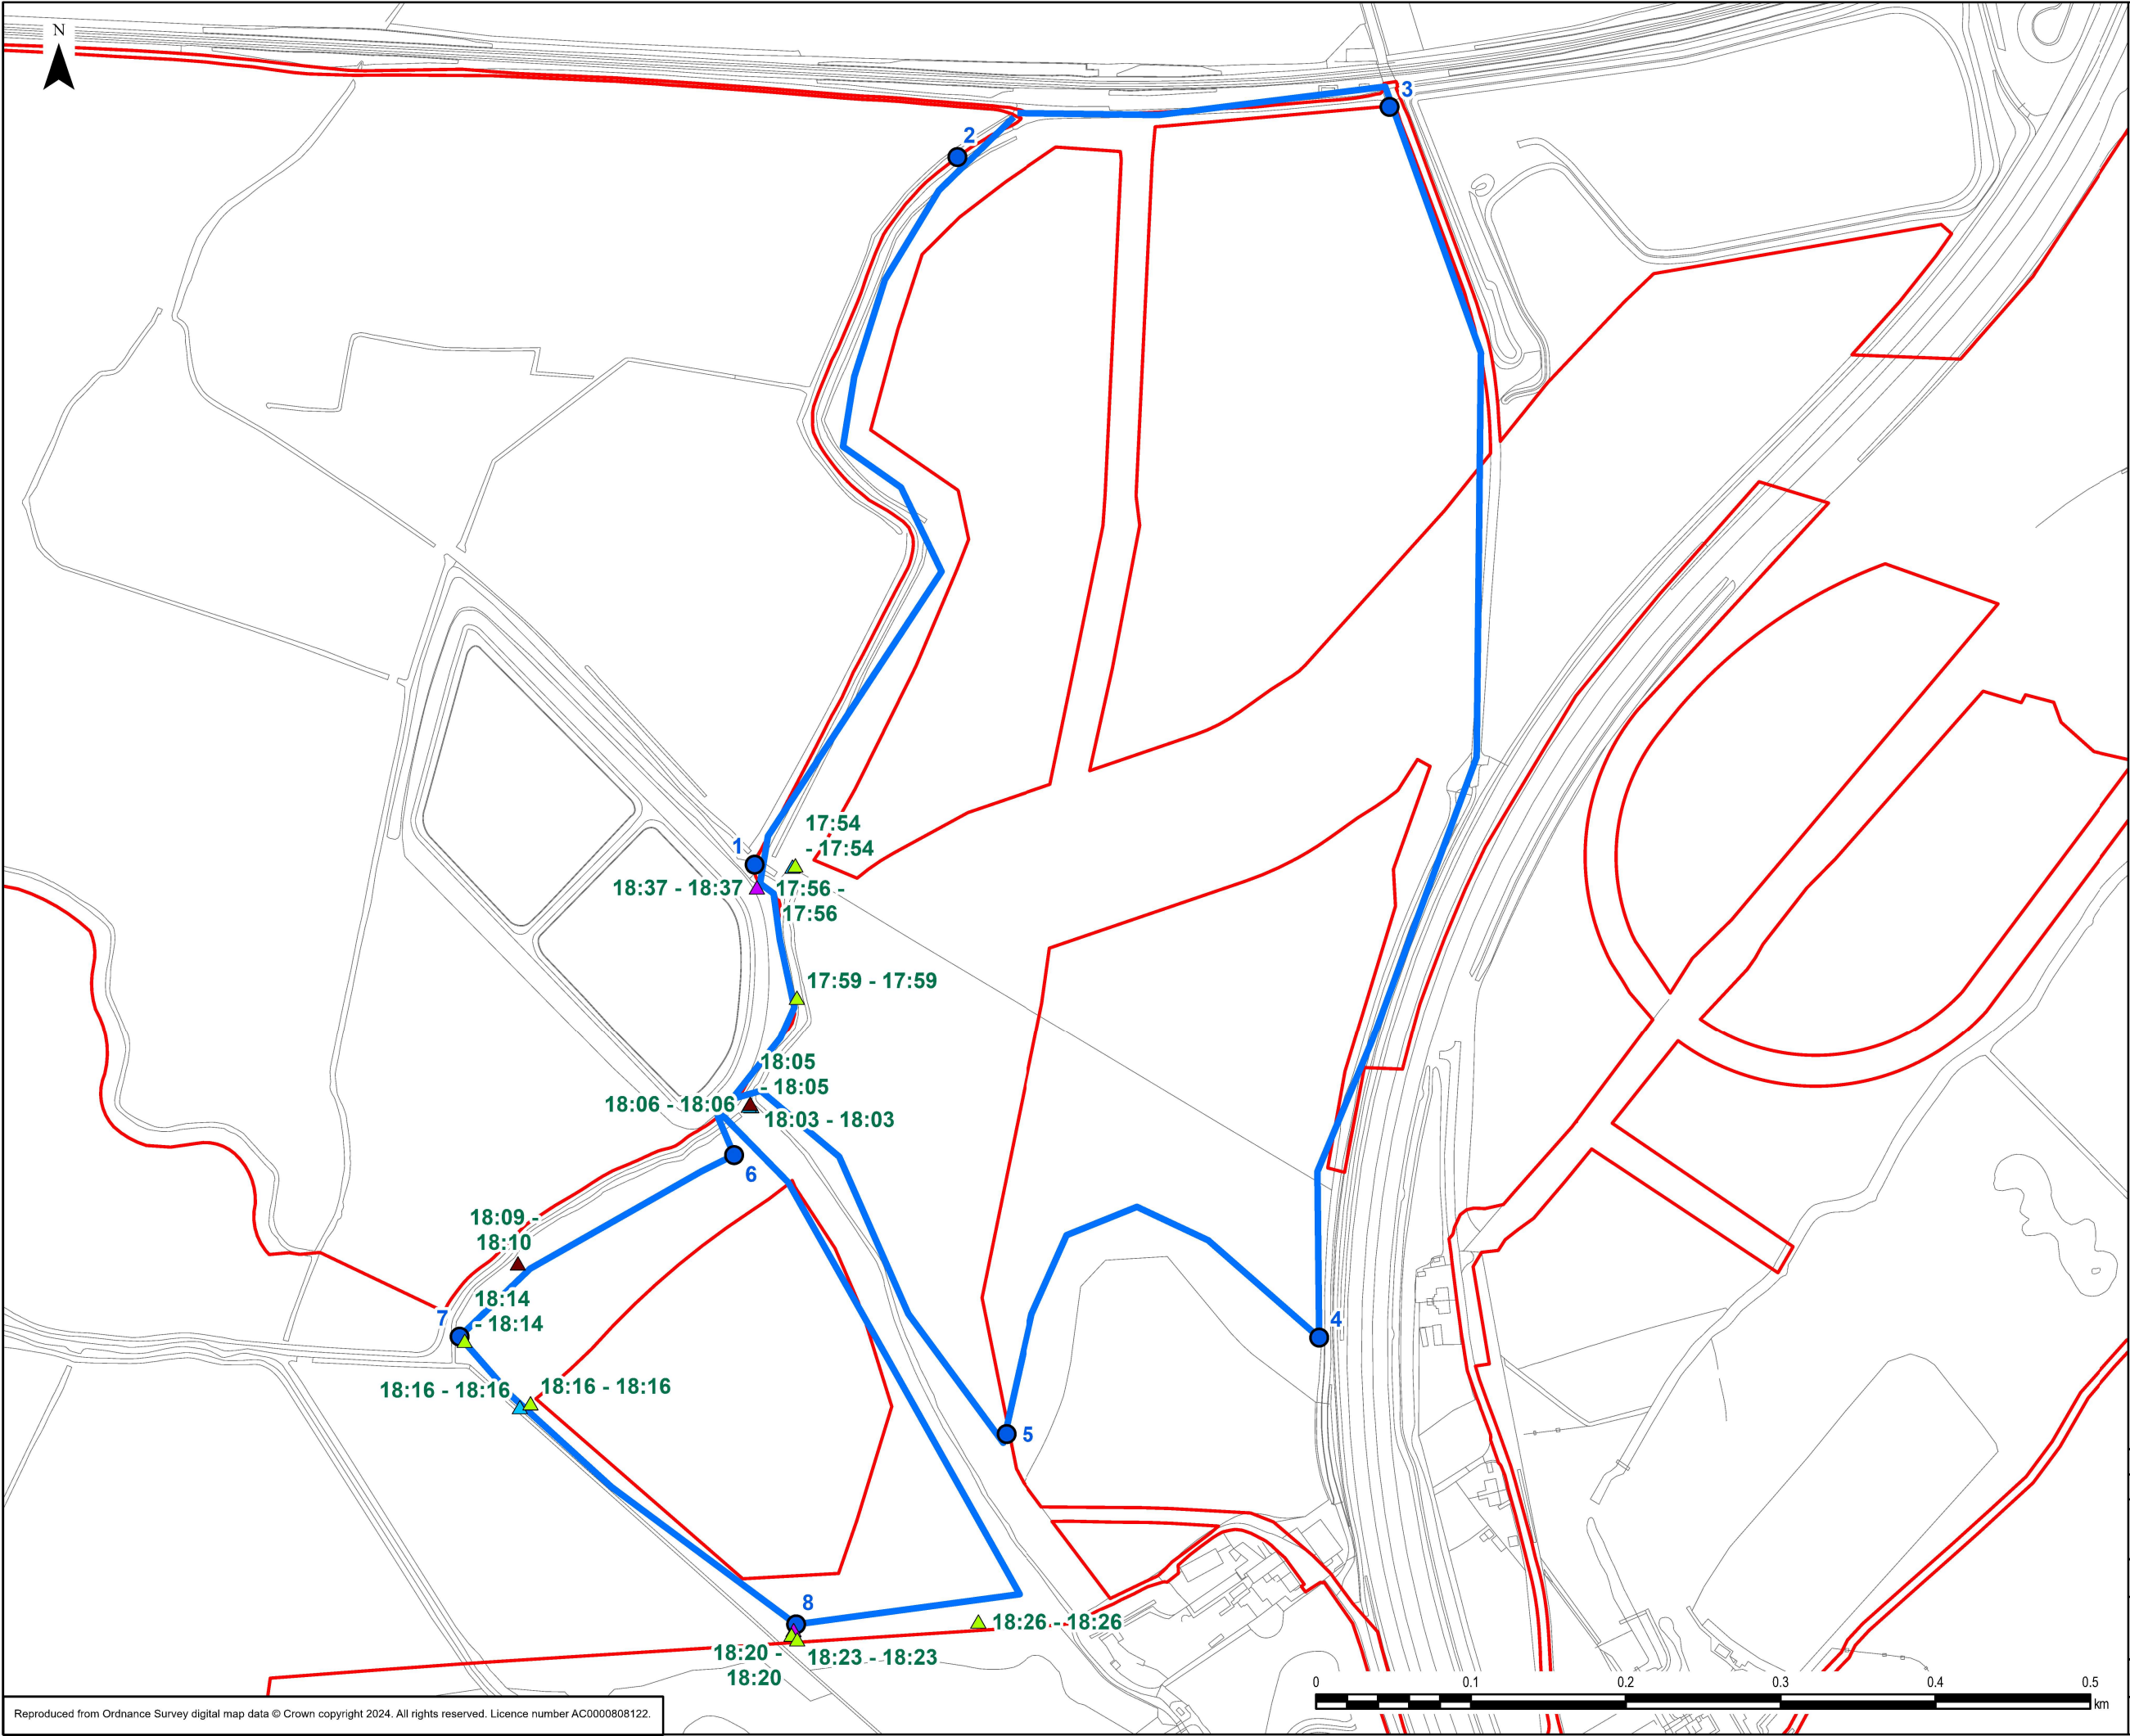 N
3
2
17:54
- 17:54
1
18:37 - 18:37
17:56 -
17:56
17:59 - 17:59
18:05
- 18:05
18:06 - 18:06
18:03 - 18:03
6
18:09 -
18:10
18:14
- 18:14
7
4
18:16 - 18:16
18:16 - 18:16
5
8
18:26 - 18:26
18:20 -
18:20
18:23 - 18:23
0 0.1 0.2 0.3 0.4 0.5
km
Reproduced from Ordnance Survey digital map data © Crown copyright 2024. All rights reserved. Licence number AC0000808122.